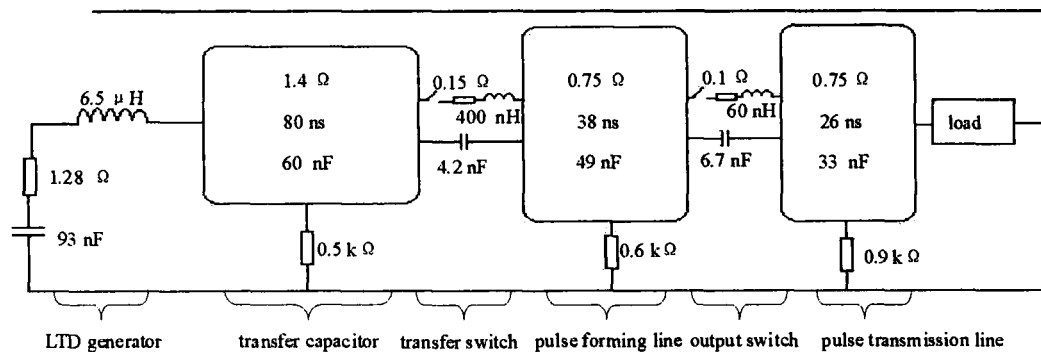 6.5 μH
1.28 Ω
93 nF
1.4 Ω
80 ns
60 nF
0.5 k Ω
0.15 Ω
400 nH
4.2 nF
0.75 Ω
38 ns
49 nF
0.6 k Ω
0.1 Ω
60 nH
6.7 nF
0.75 Ω
26 ns
33 nF
0.9 k Ω
load
LTD generator
transfer capacitor
transfer switch
pulse forming line
output switch
pulse transmission line